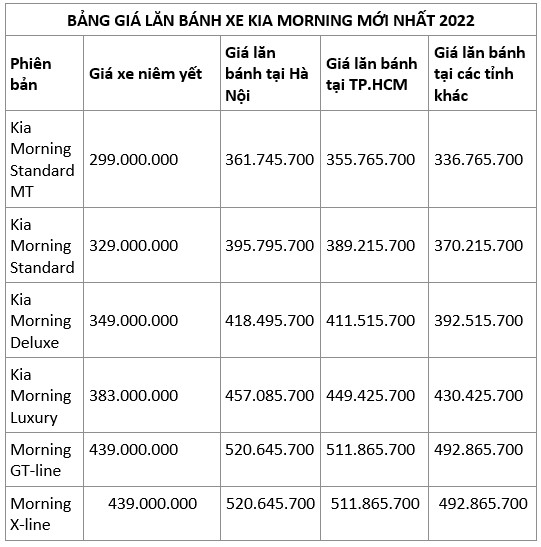 BẢNG GIÁ LĂN BÁNH XE KIA MORNING MỚI NHẤT 2022
Phiên bản Giá xe niêm yết Giá lăn bánh tại Hà Nội Giá lăn bánh tại TP.HCM Giá lăn bánh tại các tỉnh khác
Kia Morning Standard MT 299.000.000 361.745.700 355.765.700 336.765.700
Kia Morning Standard 329.000.000 395.795.700 389.215.700 370.215.700
Kia Morning Deluxe 349.000.000 418.495.700 411.515.700 392.515.700
Kia Morning Luxury 383.000.000 457.085.700 449.425.700 430.425.700
Morning GT-line 439.000.000 520.645.700 511.865.700 492.865.700
Morning X-line 439.000.000 520.645.700 511.865.700 492.865.700